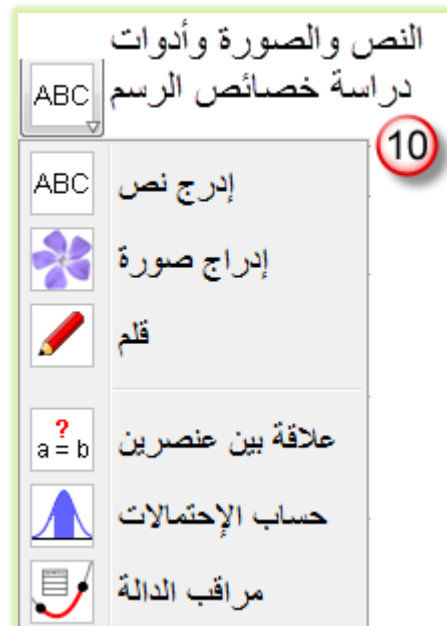 النص والصورة وأدوات
دراسة خصائص الرسم
ABC
10
ABC
إدرج نص
إدراج صورة
قلم
?
a = b
علاقة بين عنصرين
حساب الإحتمالات
مراقب الدالة